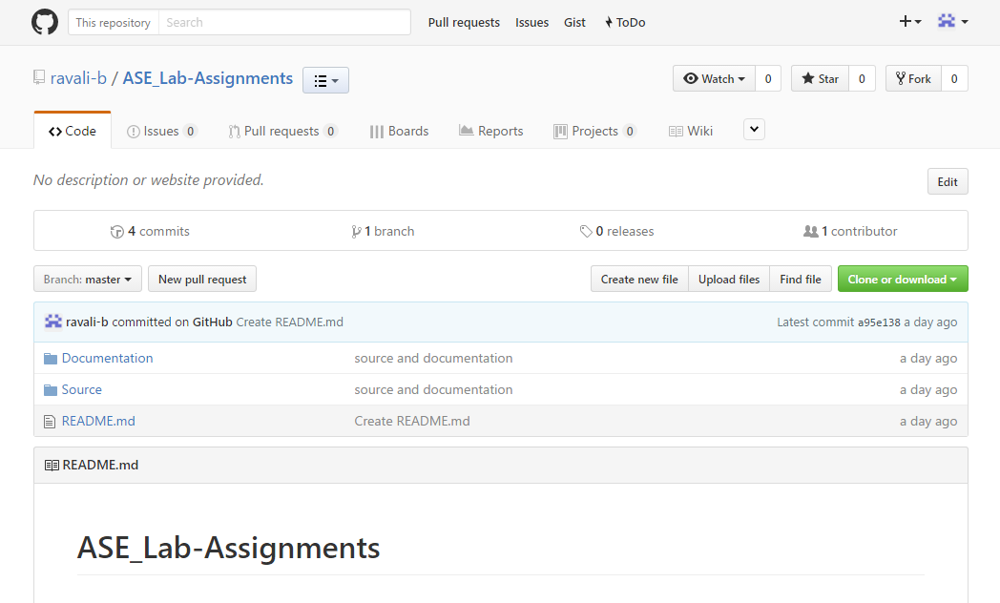 This repository Search Pull requests Issues Gist ToDo
ravali-b / ASE_Lab-Assignments Watch 0 Star 0 Fork 0
Code Issues 0 Pull requests 0 Boards Reports Projects 0 Wiki
No description or website provided. Edit
4 commits 1 branch 0 releases 1 contributor
Branch: master New pull request Create new file Upload files Find file Clone or download
ravali-b committed on GitHub Create README.md Latest commit a95e138 a day ago
Documentation source and documentation a day ago
Source source and documentation a day ago
README.md Create README.md a day ago
README.md
ASE_Lab-Assignments